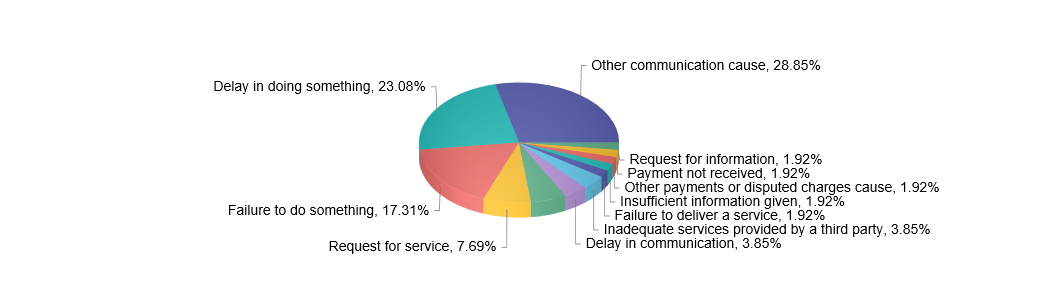 Other communication cause, 28.85%
Delay in doing something, 23.08%
Request for information, 1.92%
Payment not received, 1.92%
Other payments or disputed charges cause, 1.92%
Insufficient information given, 1.92%
Failure to do something, 17.31%
Failure to deliver a service, 1.92%
Inadequate services provided by a third party, 3.85%
Delay in communication, 3.85%
Request for service, 7.69%